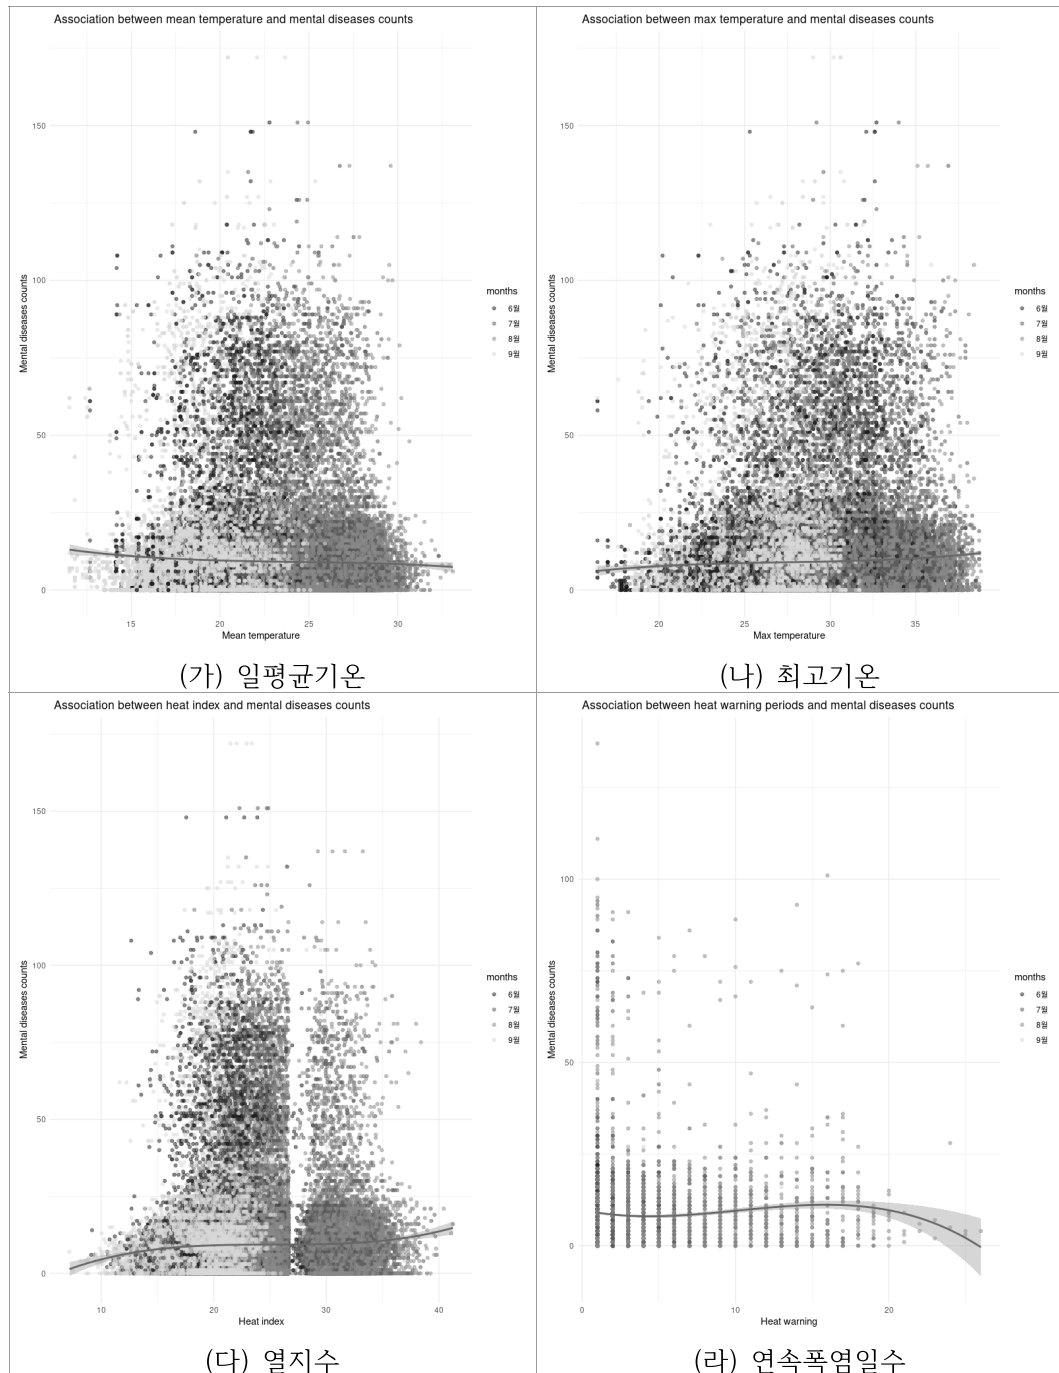 Association between mean temperature and mental diseases counts
150
100
50
0
Mental diseases counts
15 20 25 30
Mean temperature
months
6월
7월
8월
9월
(가) 일평균기온
Association between max temperature and mental diseases counts
150
100
50
0
Mental diseases counts
20 25 30 35
Max temperature
months
6월
7월
8월
9월
(나) 최고기온
Association between heat index and mental diseases counts
150
100
50
0
Mental diseases counts
10 20 30 40
Heat index
months
6월
7월
8월
9월
(다) 열지수
Association between heat warning periods and mental diseases counts
100
50
0
Mental diseases counts
0 10 20
Heat warning
months
6월
7월
8월
9월
(라) 연속폭염일수